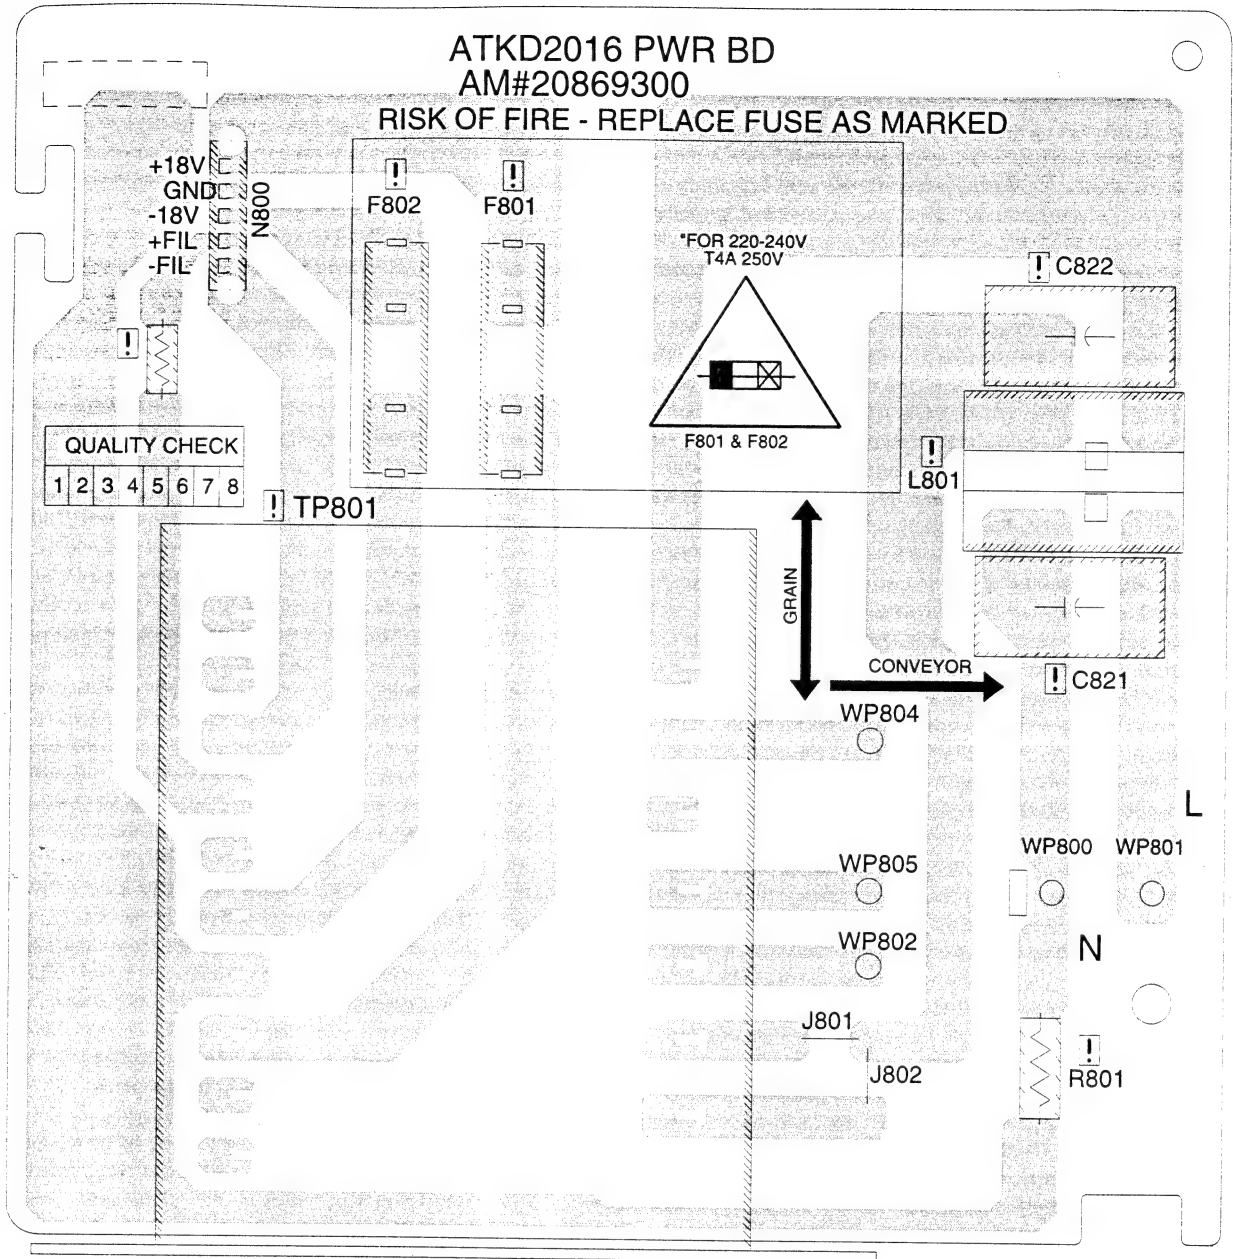 ATKD2016 PWR BD
AM#20869300
RISK OF FIRE - REPLACE FUSE AS MARKED
+18V
GND
-18V
+FIL
-FIL
N800
!
F802
!
F801
*FOR 220-240V
T4A 250V
F801 & F802
! C822
!
QUALITY CHECK
1 2 3 4 5 6 7 8
! TP801
!
L801
GRAIN
CONVEYOR
! C821
WP804
L
WP800 WP801
WP805
WP802
N
J801
J802
!
R801